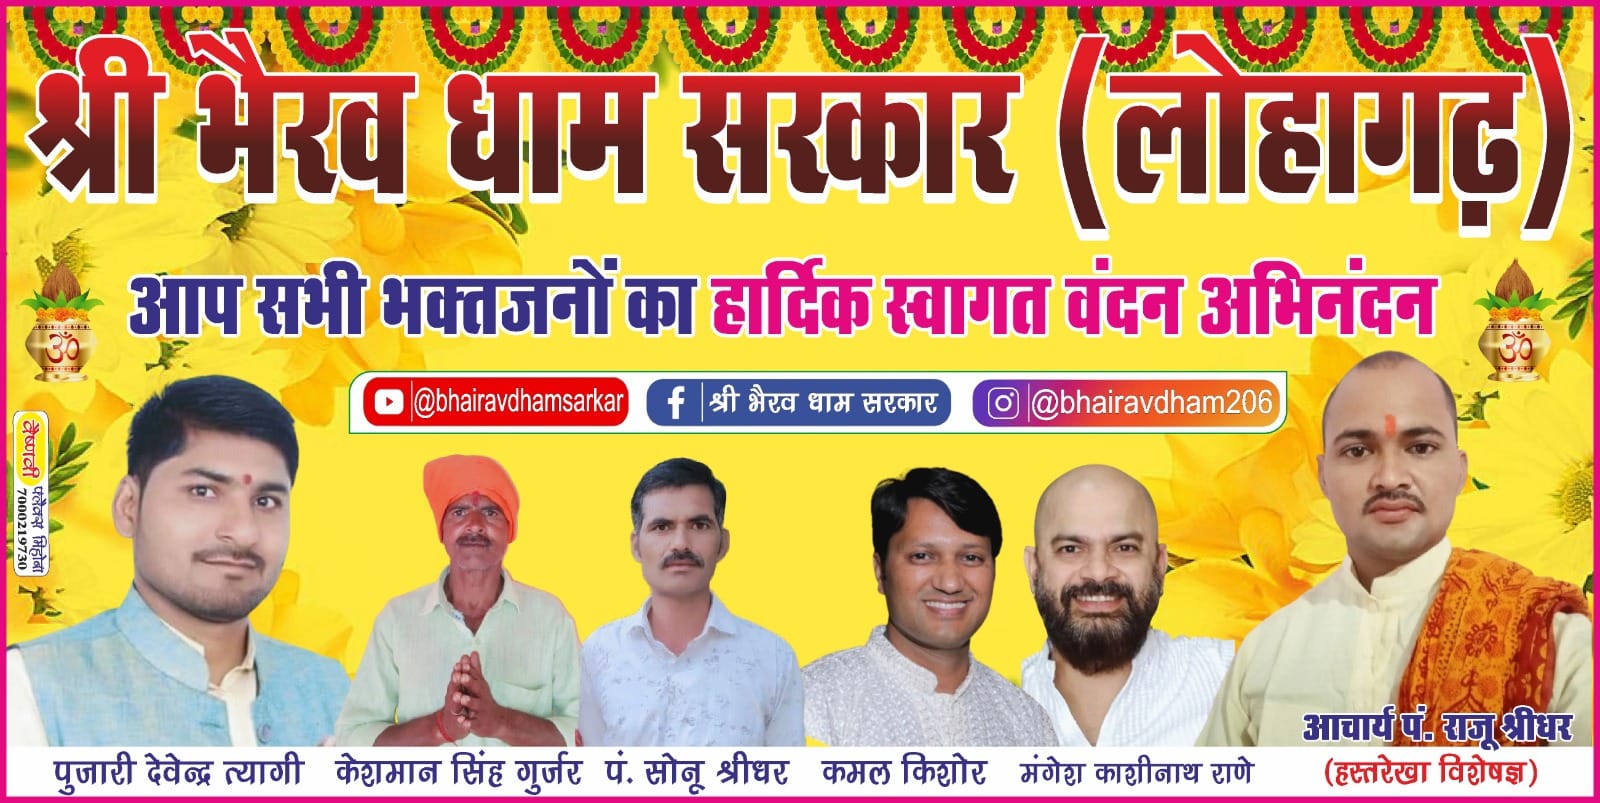 श्री भैरव धाम सरकार (लोहागढ़)
आप सभी भक्तजनों का हार्दिक स्वागत वंदन अभिनंदन
@bhairavdhamsarkar
श्री भैरव धाम सरकार
@bhairavdham206
ॐ
ॐ
वैष्णवी
फ्लैक्स मिहोना
7000219730
आचार्य पं. राजू श्रीधर
(हस्तरेखा विशेषज्ञ)
पुजारी देवेन्द्र त्यागी
केशमान सिंह गुर्जर
पं. सोनू श्रीधर
कमल किशोर
मंगेश काशीनाथ राणे